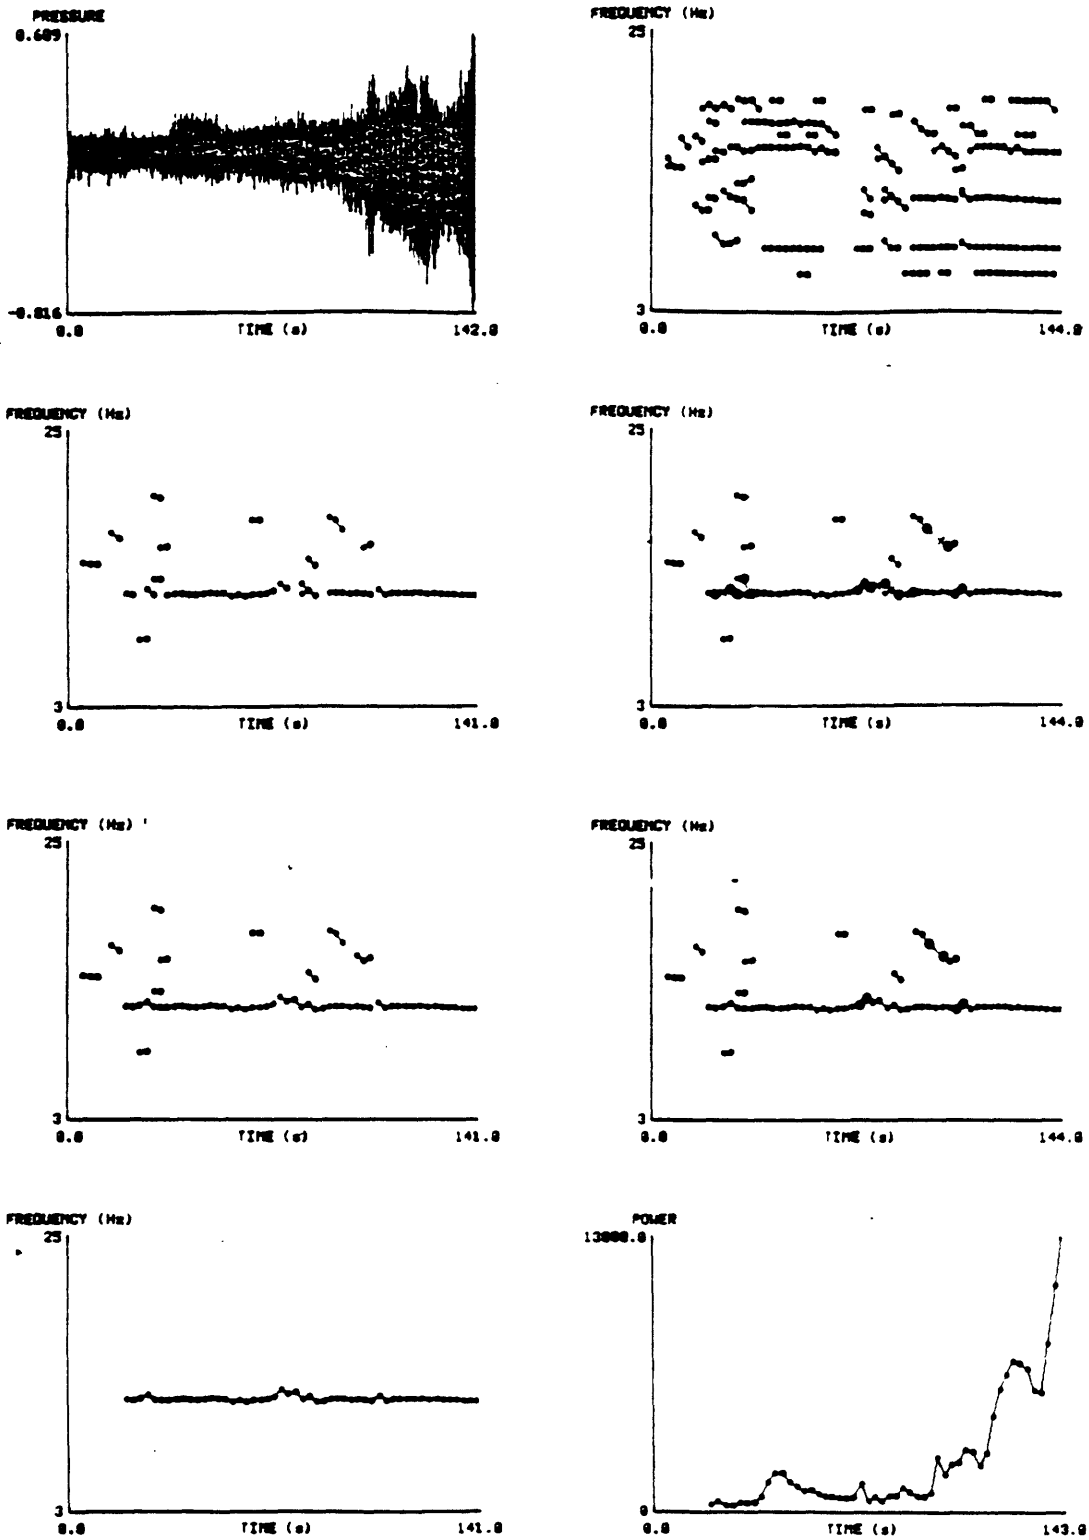 PRESSURE
0.609
-0.816
0.0
TIME (s)
142.0
FREQUENCY (Hz)
25
3
0.0
TIME (s)
144.0
FREQUENCY (Hz)
25
3
0.0
TIME (s)
141.0
FREQUENCY (Hz)
25
3
0.0
TIME (s)
144.0
FREQUENCY (Hz)
25
3
0.0
TIME (s)
141.0
FREQUENCY (Hz)
25
3
0.0
TIME (s)
144.0
FREQUENCY (Hz)
25
3
0.0
TIME (s)
141.0
POWER
13000.0
0
0.0
TIME (s)
143.0